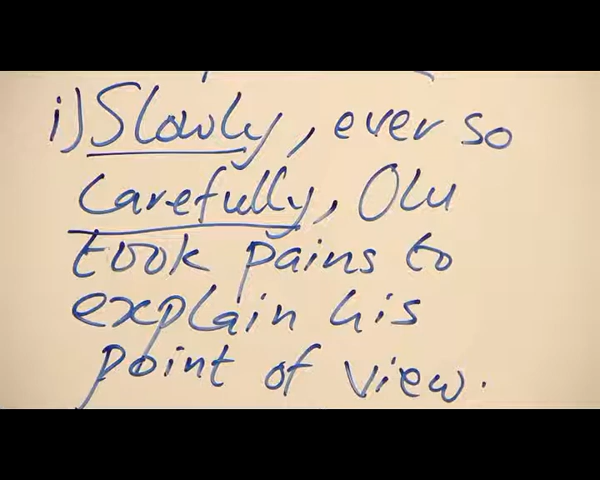 i) Slowly, ever so
carefully, Olu
took pains to
explain his
point of view.